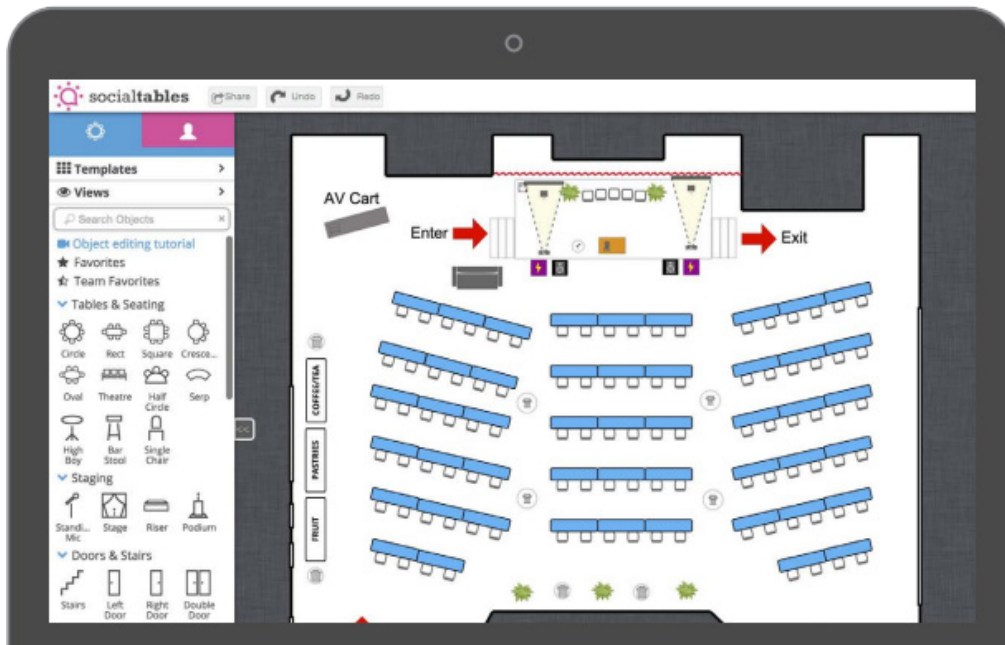 socialtables
Share
Undo
Redo
Templates
Views
Search Objects
Object editing tutorial
Favorites
Team Favorites
Tables & Seating
Circle Rect Square Cresce...
Oval Theatre Half Circle Serp
High Boy Bar Stool Single Chair
Staging
Standi... Mic Stage Riser Podium
Doors & Stairs
Stairs Left Door Right Door Double Door
<<
AV Cart
Enter
Exit
COFFEE/TEA
PASTRIES
FRUIT